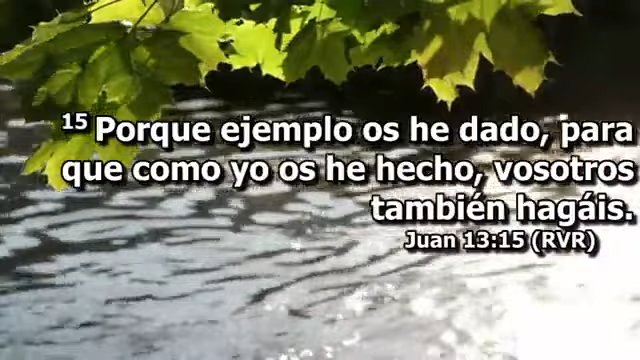 15 Porque ejemplo os he dado, para
que como yo os he hecho, vosotros
también hagáis.
Juan 13:15 (RVR)